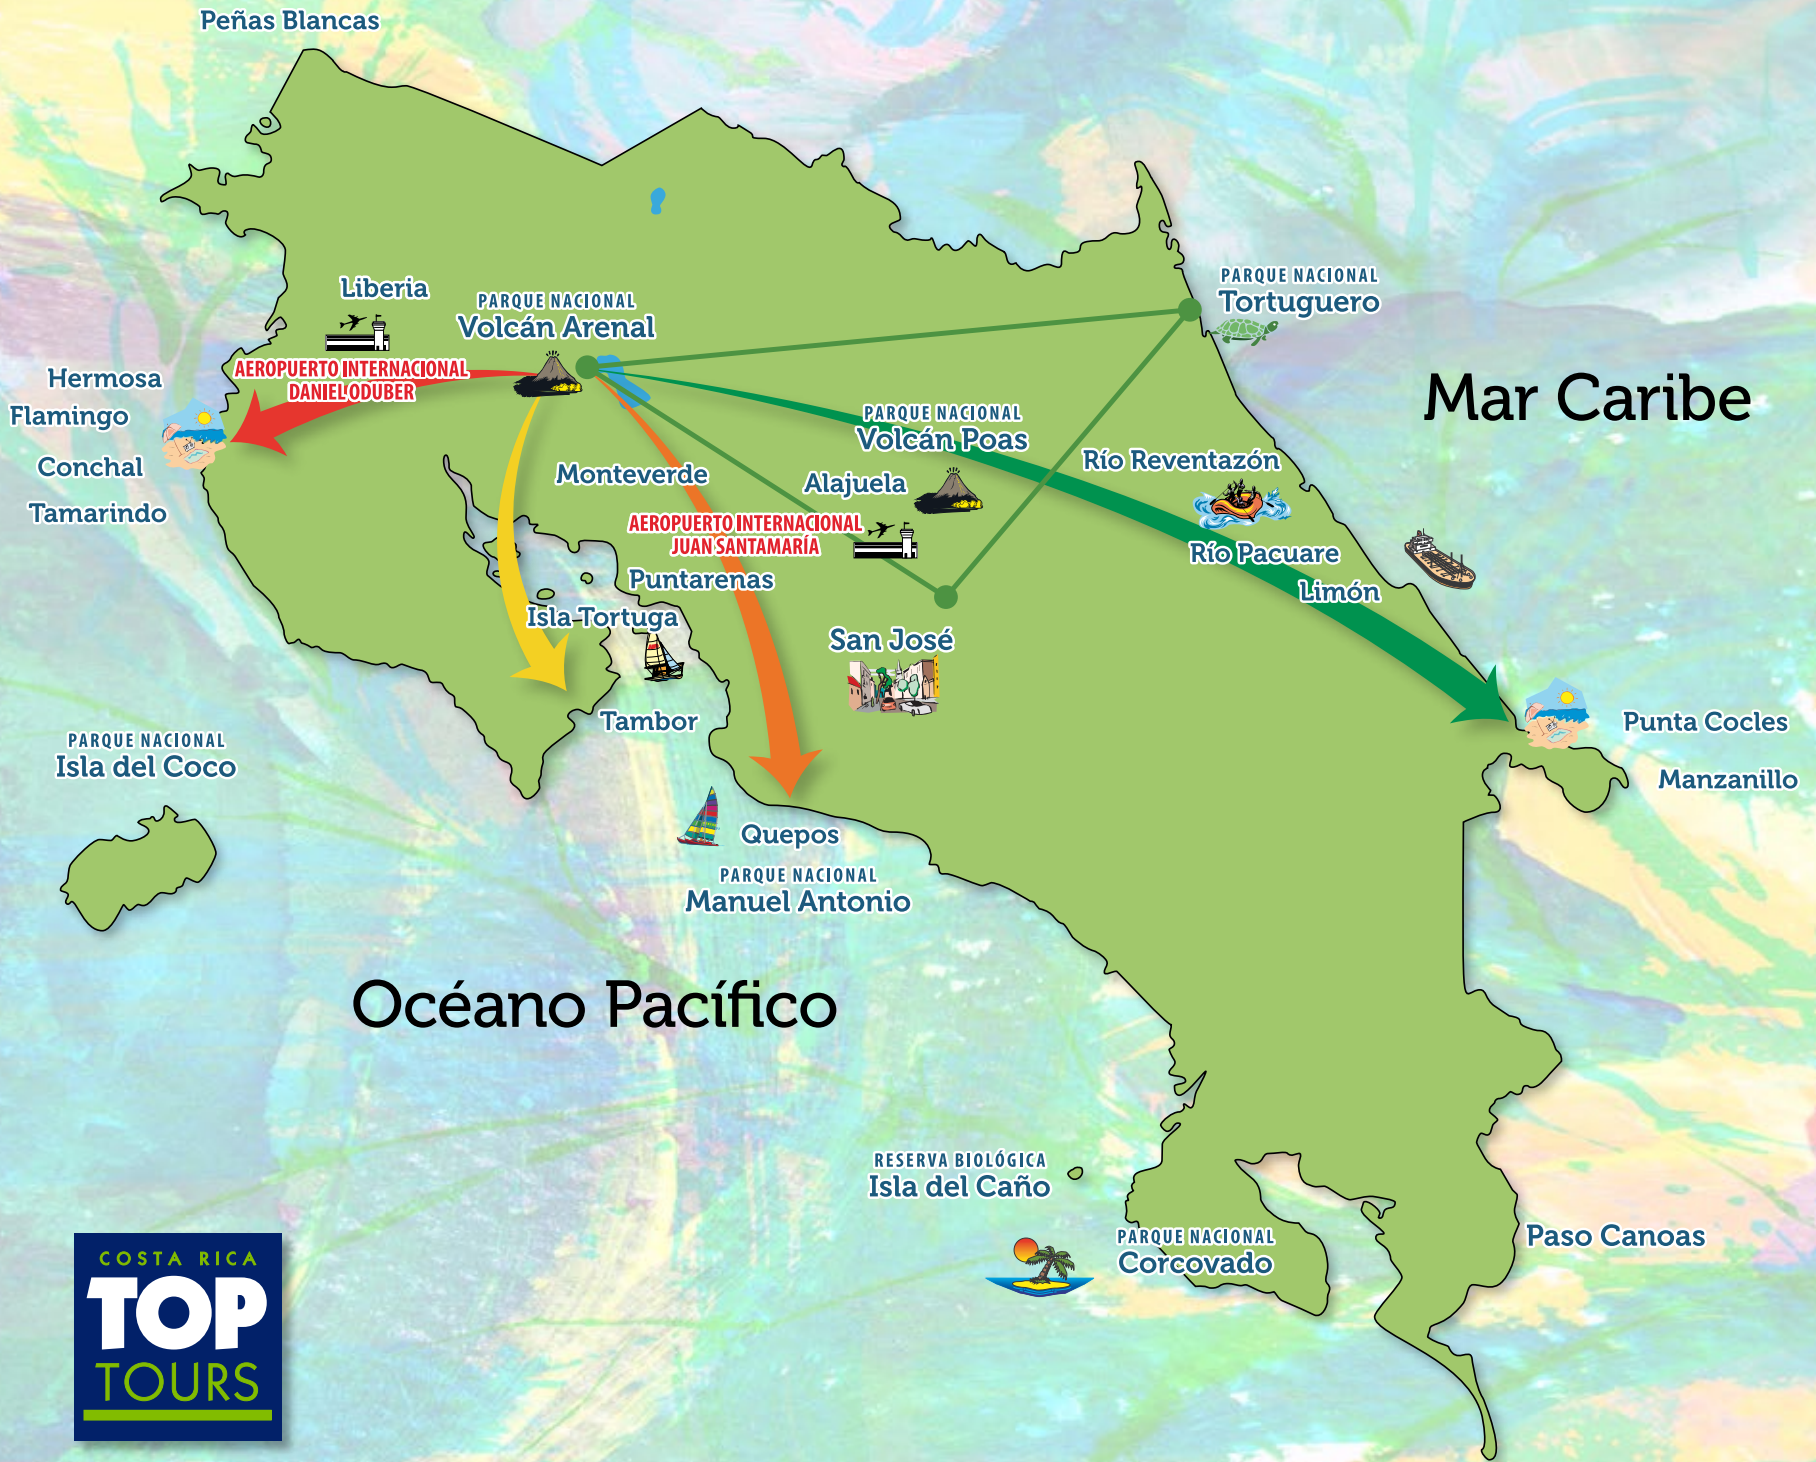 Peñas Blancas
Liberia
AEROPUERTO INTERNACIONAL
DANIEL ODUBER
PARQUE NACIONAL
Volcán Arenal
PARQUE NACIONAL
Tortuguero
Hermosa
Flamingo
Conchal
Tamarindo
Mar Caribe
PARQUE NACIONAL
Volcán Poas
Monteverde
Alajuela
Río Reventazón
AEROPUERTO INTERNACIONAL
JUAN SANTAMARÍA
Río Pacuare
Limón
Puntarenas
Isla Tortuga
San José
Tambor
Punta Cocles
Manzanillo
PARQUE NACIONAL
Isla del Coco
Quepos
PARQUE NACIONAL
Manuel Antonio
Océano Pacífico
RESERVA BIOLÓGICA
Isla del Caño
PARQUE NACIONAL
Corcovado
Paso Canoas
COSTA RICA
TOP
TOURS